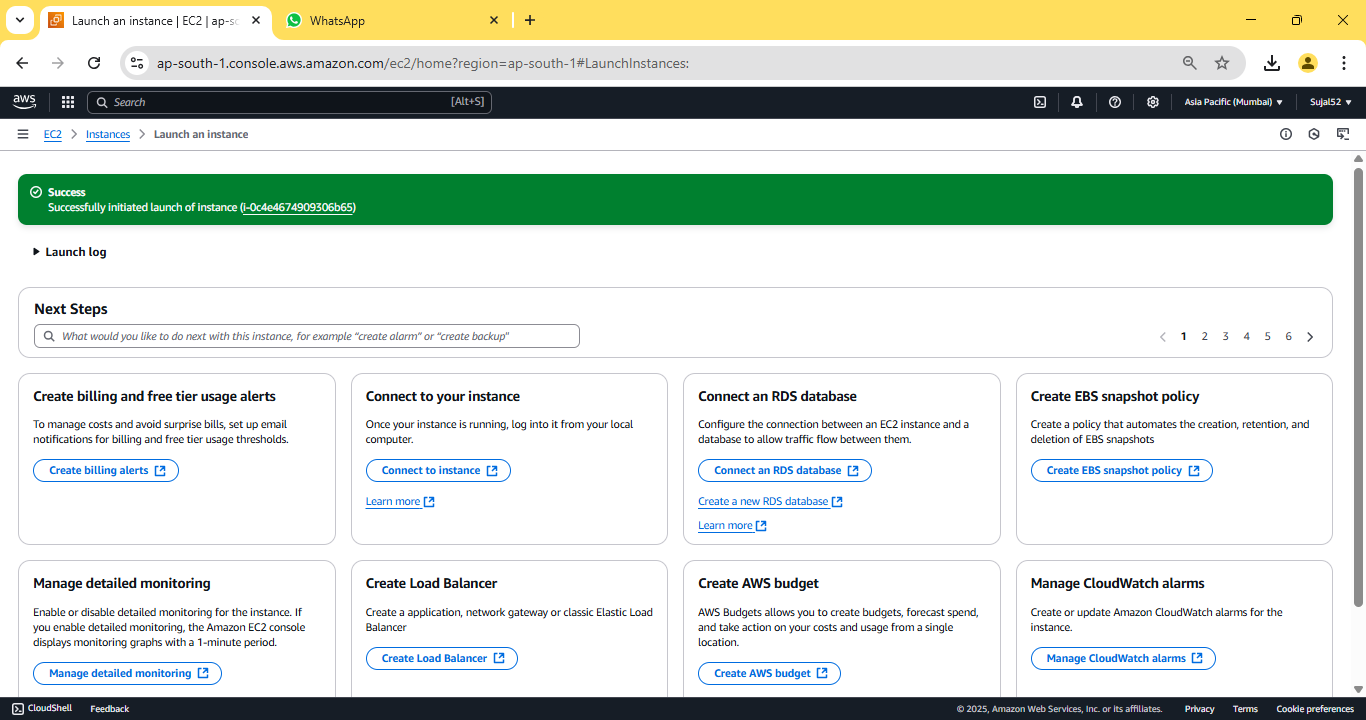 Launch an instance | EC2 | ap-so
WhatsApp
ap-south-1.console.aws.amazon.com/ec2/home?region=ap-south-1#LaunchInstances:
aws
Search
[Alt+S]
Asia Pacific (Mumbai)
Sujal52
EC2
Instances
Launch an instance
Success
Successfully initiated launch of instance (i-0c4e4674909306b65)
Launch log
Next Steps
What would you like to do next with this instance, for example “create alarm” or “create backup”
1 2 3 4 5 6
Create billing and free tier usage alerts
To manage costs and avoid surprise bills, set up email
notifications for billing and free tier usage thresholds.
Create billing alerts
Connect to your instance
Once your instance is running, log into it from your local
computer.
Connect to instance
Learn more
Connect an RDS database
Configure the connection between an EC2 instance and a
database to allow traffic flow between them.
Connect an RDS database
Create a new RDS database
Learn more
Create EBS snapshot policy
Create a policy that automates the creation, retention, and
deletion of EBS snapshots
Create EBS snapshot policy
Manage detailed monitoring
Enable or disable detailed monitoring for the instance. If
you enable detailed monitoring, the Amazon EC2 console
displays monitoring graphs with a 1-minute period.
Manage detailed monitoring
Create Load Balancer
Create a application, network gateway or classic Elastic Load
Balancer
Create Load Balancer
Create AWS budget
AWS Budgets allows you to create budgets, forecast spend,
and take action on your costs and usage from a single
location.
Create AWS budget
Manage CloudWatch alarms
Create or update Amazon CloudWatch alarms for the
instance.
Manage CloudWatch alarms
CloudShell
Feedback
© 2025, Amazon Web Services, Inc. or its affiliates.
Privacy
Terms
Cookie preferences